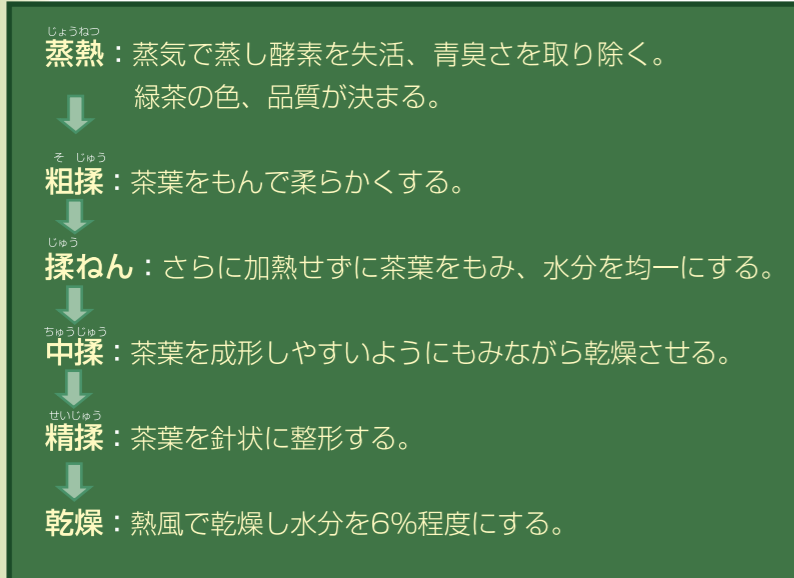 じょうねつ
蒸熱：蒸気で蒸し酵素を失活、青臭さを取り除く。
緑茶の色、品質が決まる。
そ じゅう
粗揉：茶葉をもんで柔らかくする。
じゅう
揉ねん：さらに加熱せずに茶葉をもみ、水分を均一にする。
ちゅうじゅう
中揉：茶葉を成形しやすいようにもみながら乾燥させる。
せいじゅう
精揉：茶葉を針状に整形する。
乾燥：熱風で乾燥し水分を6%程度にする。